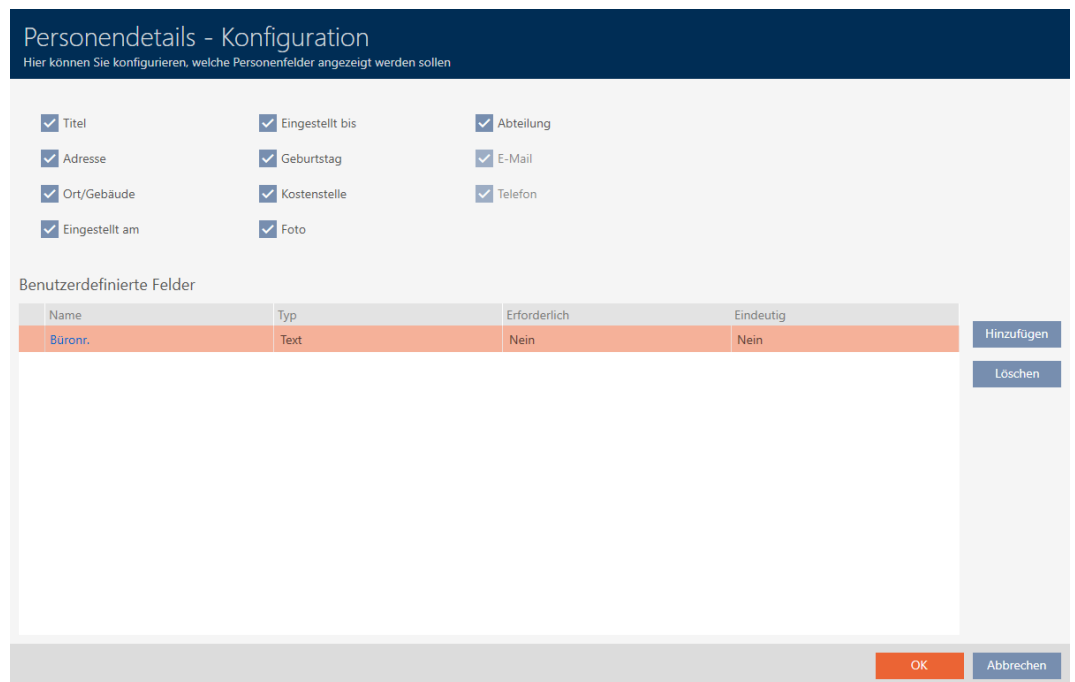 Personendetails - Konfiguration
Hier können Sie konfigurieren, welche Personenfelder angezeigt werden sollen
Titel Eingestellt bis Abteilung
Adresse Geburtstag E-Mail
Ort/Gebäude Kostenstelle Telefon
Eingestellt am Foto
Benutzerdefinierte Felder
Name Typ Erforderlich Eindeutig
Büronr. Text Nein Nein
Hinzufügen
Löschen
OK Abbrechen